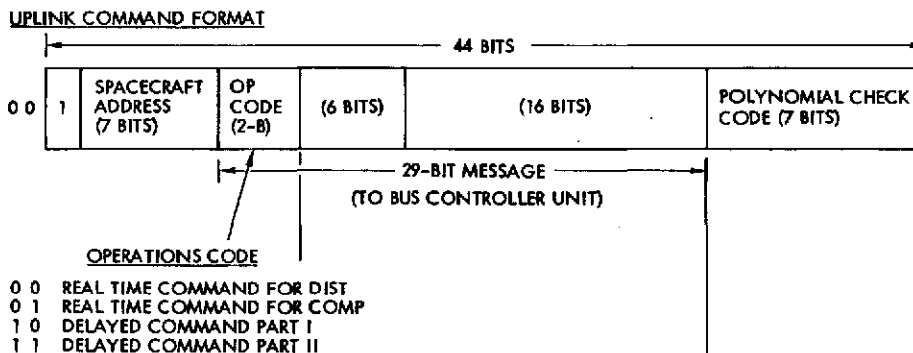 UPLINK COMMAND FORMAT
44 BITS
0 0
1
SPACECRAFT
ADDRESS
(7 BITS)
OP
CODE
(2-B)
(6 BITS)
(16 BITS)
POLYNOMIAL CHECK
CODE (7 BITS)
29-BIT MESSAGE
(TO BUS CONTROLLER UNIT)
OPERATIONS CODE
0 0 REAL TIME COMMAND FOR DIST
0 1 REAL TIME COMMAND FOR COMP
1 0 DELAYED COMMAND PART I
1 1 DELAYED COMMAND PART II